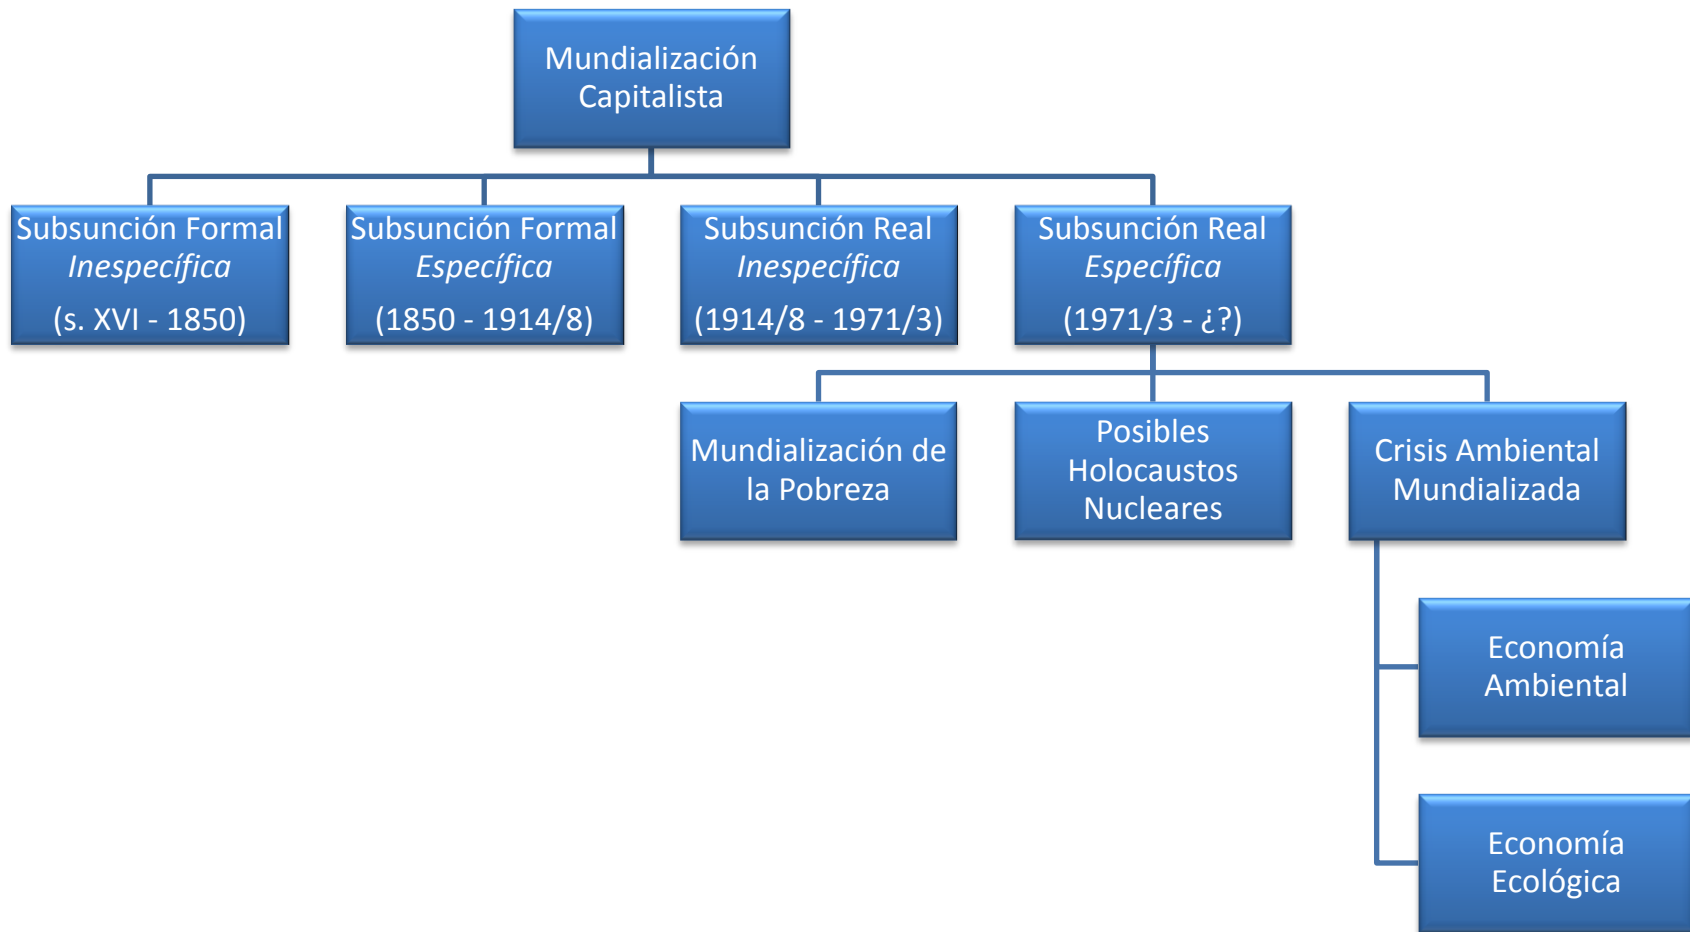 Mundialización
Capitalista
Subsunción Formal
Inespecífica
(s. XVI - 1850)
Subsunción Formal
Específica
(1850 - 1914/8)
Subsunción Real
Inespecífica
(1914/8 - 1971/3)
Subsunción Real
Específica
(1971/3 - ¿?)
Mundialización de
la Pobreza
Posibles
Holocaustos
Nucleares
Crisis Ambiental
Mundializada
Economía
Ambiental
Economía
Ecológica